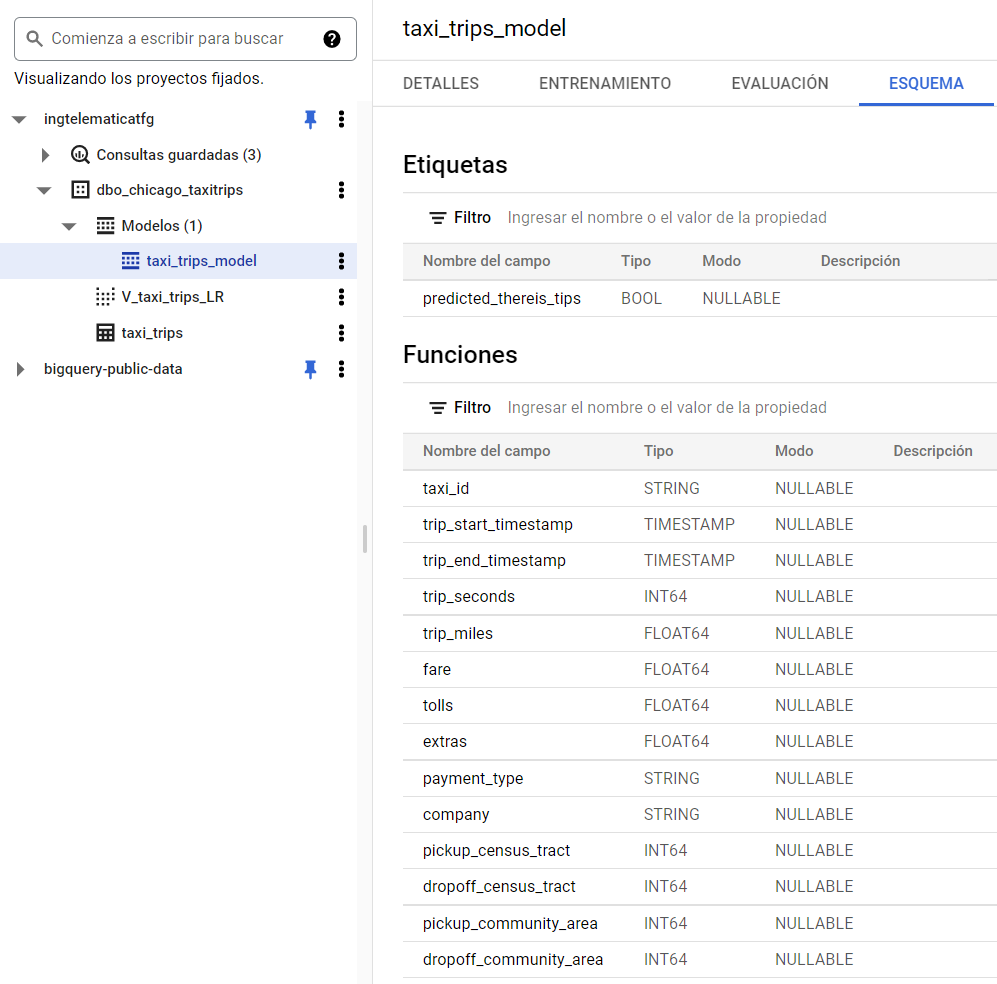 Comienza a escribir para buscar
Visualizando los proyectos fijados.
ingtelematicatfg
Consultas guardadas (3)
dbo_chicago_taxitrips
Modelos (1)
taxi_trips_model
V_taxi_trips_LR
taxi_trips
bigquery-public-data
taxi_trips_model
DETALLES ENTRENAMIENTO EVALUACIÓN ESQUEMA
Etiquetas
Filtro Ingresar el nombre o el valor de la propiedad
Nombre del campo Tipo Modo Descripción
predicted_thereis_tips BOOL NULLABLE
Funciones
Filtro Ingresar el nombre o el valor de la propiedad
Nombre del campo Tipo Modo Descripción
taxi_id STRING NULLABLE
trip_start_timestamp TIMESTAMP NULLABLE
trip_end_timestamp TIMESTAMP NULLABLE
trip_seconds INT64 NULLABLE
trip_miles FLOAT64 NULLABLE
fare FLOAT64 NULLABLE
tolls FLOAT64 NULLABLE
extras FLOAT64 NULLABLE
payment_type STRING NULLABLE
company STRING NULLABLE
pickup_census_tract INT64 NULLABLE
dropoff_census_tract INT64 NULLABLE
pickup_community_area INT64 NULLABLE
dropoff_community_area INT64 NULLABLE